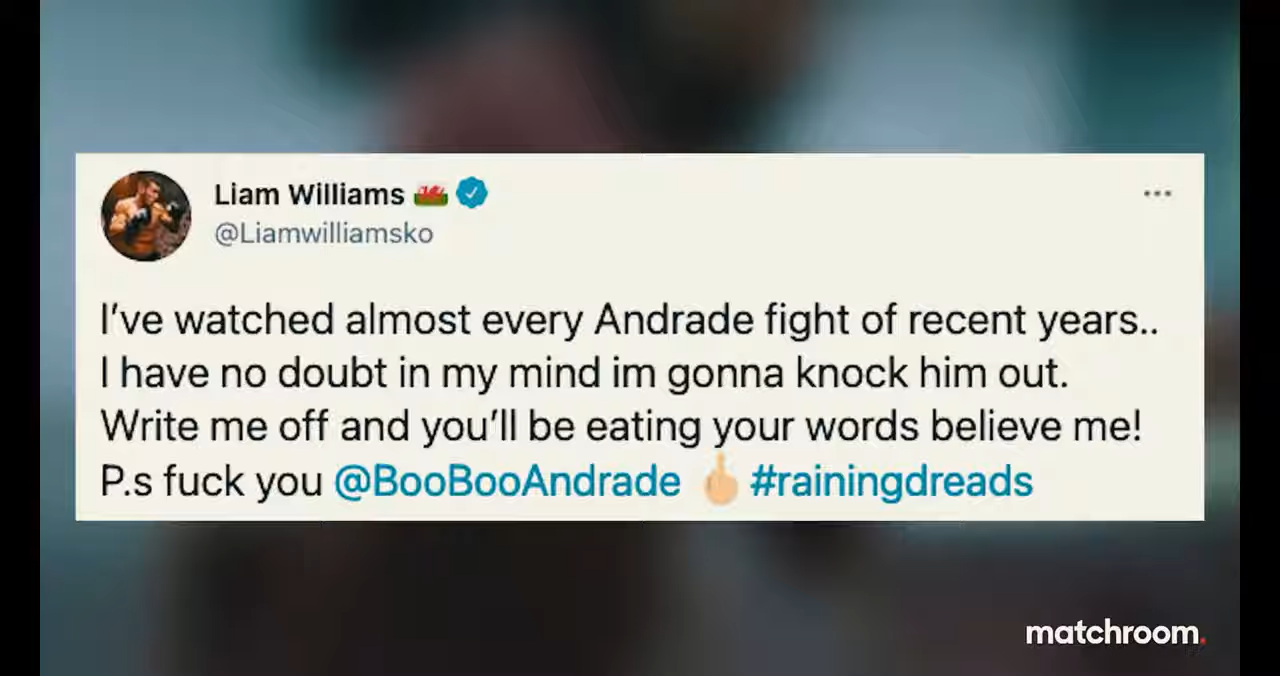 Liam Williams 🏴󠁧󠁢󠁷󠁬󠁳󠁿
@Liamwilliamsko
I've watched almost every Andrade fight of recent years..
I have no doubt in my mind im gonna knock him out.
Write me off and you'll be eating your words believe me!
P.s fuck you @BooBooAndrade 🖕🏼 #rainingdreads
matchroom.